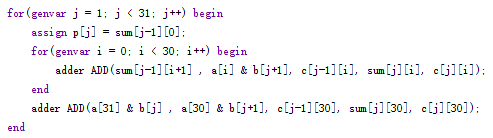 for(genvar j = 1; j < 31; j++) begin
assign p[j] = sum[j-1][0];
for(genvar i = 0; i < 30; i++) begin
adder ADD(sum[j-1][i+1] , a[i] & b[j+1], c[j-1][i], sum[j][i], c[j][i]);
end
adder ADD(a[31] & b[j] , a[30] & b[j+1], c[j-1][30], sum[j][30], c[j][30]);
end